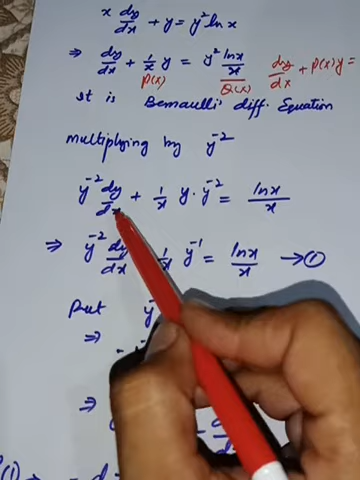 x dy/dx + y = y² ln x
⇒ dy/dx + 1/x y = y² ln x/x
P(x) Q(x) dy/dx + P(x)y =
It is Bernaulli's diff. Equation
multiplying by y⁻²
y⁻² dy/dx + 1/x y · y⁻² = ln x/x
⇒ y⁻² dy/dx 1/x y⁻¹ = ln x/x → ①
Put y
⇒
⇒